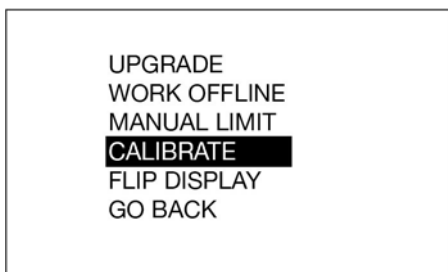 UPGRADE
WORK OFFLINE
MANUAL LIMIT
CALIBRATE
FLIP DISPLAY
GO BACK